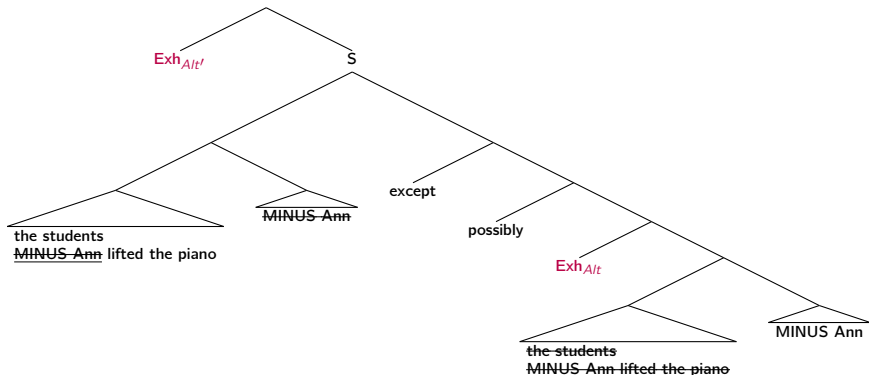 Exh_Alt′
S
except
MINUS Ann
possibly
the students
MINUS Ann lifted the piano
Exh_Alt
MINUS Ann
the students
MINUS Ann lifted the piano